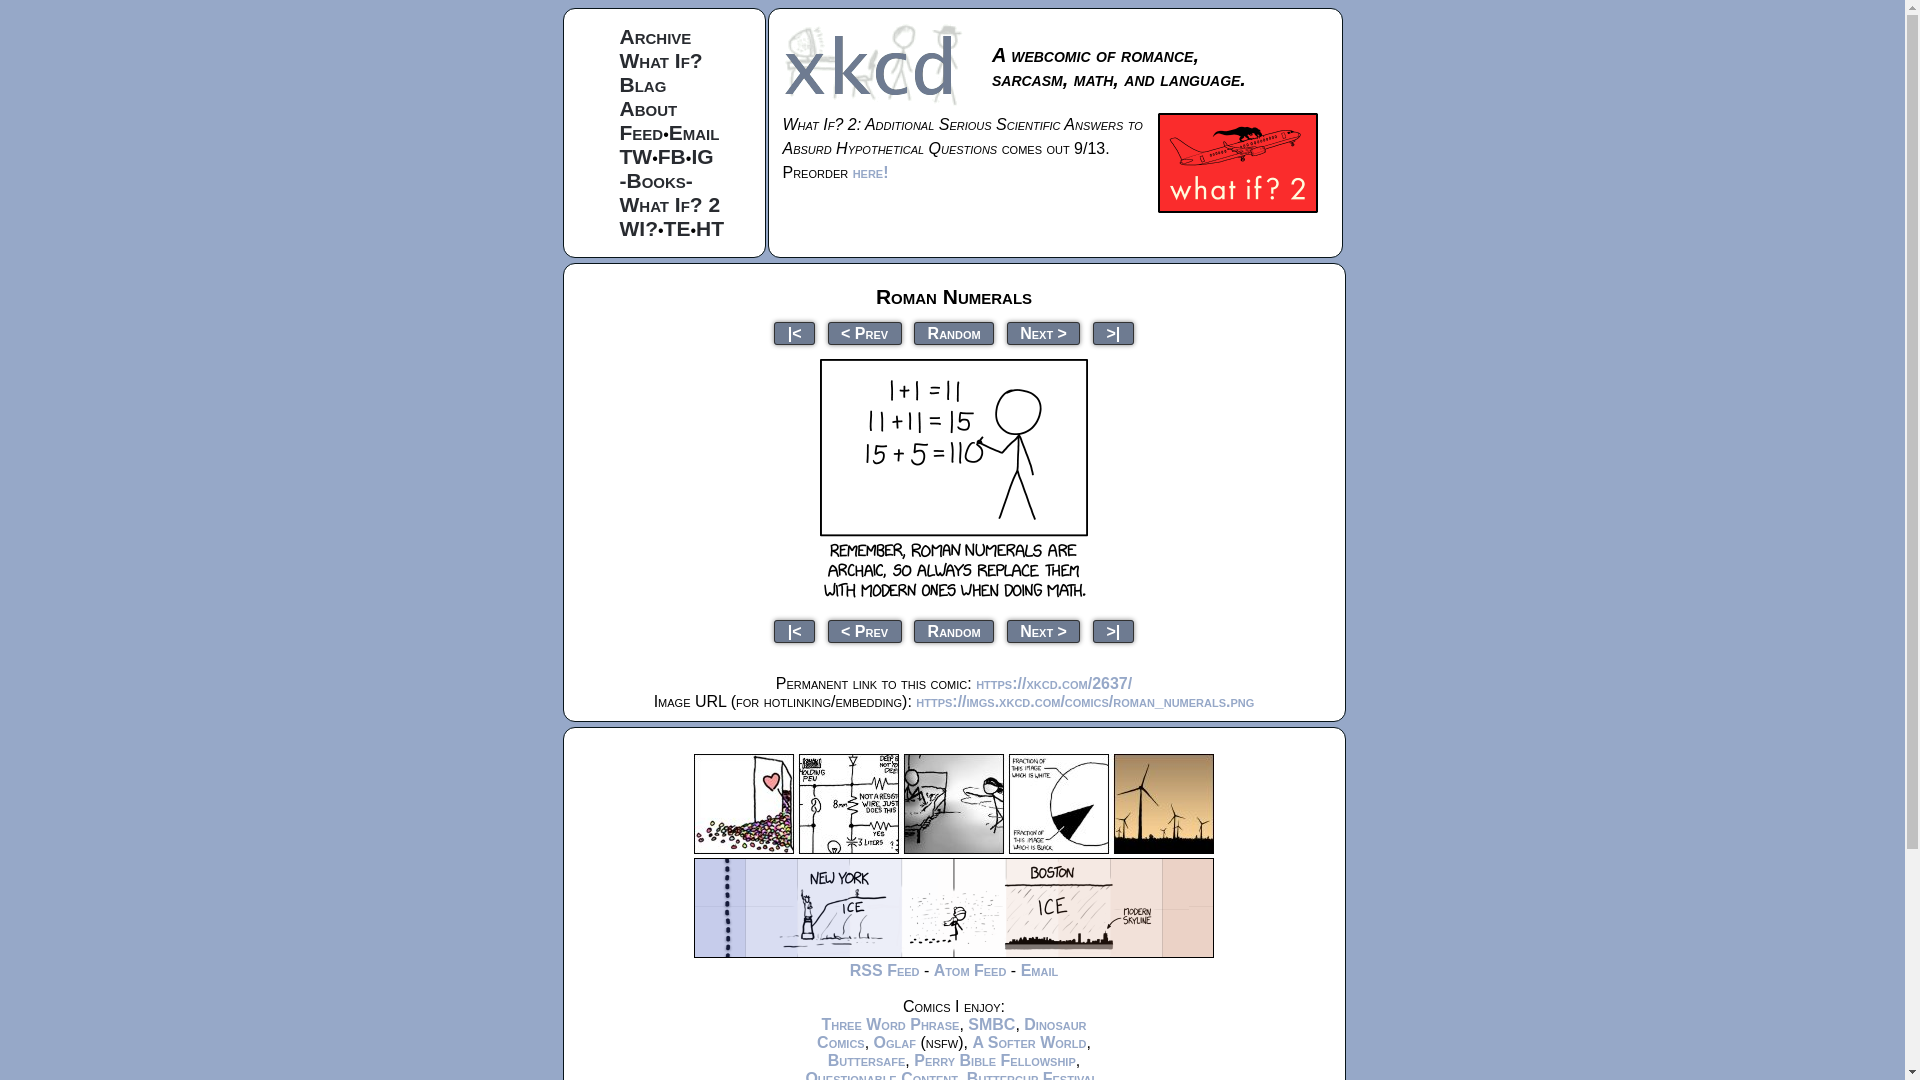 Archive
What If?
Blag
About
Feed•Email
TW•FB•IG
-Books-
What If? 2
WI?•TE•HT
xkcd
A webcomic of romance,
sarcasm, math, and language.
What If? 2: Additional Serious Scientific Answers to
Absurd Hypothetical Questions comes out 9/13.
Preorder here!
what if? 2
Roman Numerals
|< < Prev Random Next > >|
1+1 =11
11+11 = 15
15+5=110
REMEMBER, ROMAN NUMERALS ARE
ARCHAIC, SO ALWAYS REPLACE THEM
WITH MODERN ONES WHEN DOING MATH.
|< < Prev Random Next > >|
Permanent link to this comic: https://xkcd.com/2637/
Image URL (for hotlinking/embedding): https://imgs.xkcd.com/comics/roman_numerals.png
HOLDING
PEN
DEEP
NOT
8mm
NOT A RESIST
WIRE JUST
DOES THIS
YES
3 LITERS
FRACTION OF
THIS IMAGE
WHICH IS WHITE
FRACTION OF
THIS IMAGE
WHICH IS BLACK
NEW YORK
ICE
BOSTON
ICE
MODERN
SKYLINE
RSS Feed - Atom Feed - Email
Comics I enjoy:
Three Word Phrase, SMBC, Dinosaur
Comics, Oglaf (nsfw), A Softer World,
Buttersafe, Perry Bible Fellowship,
Questionable Content, Buttercup Festival